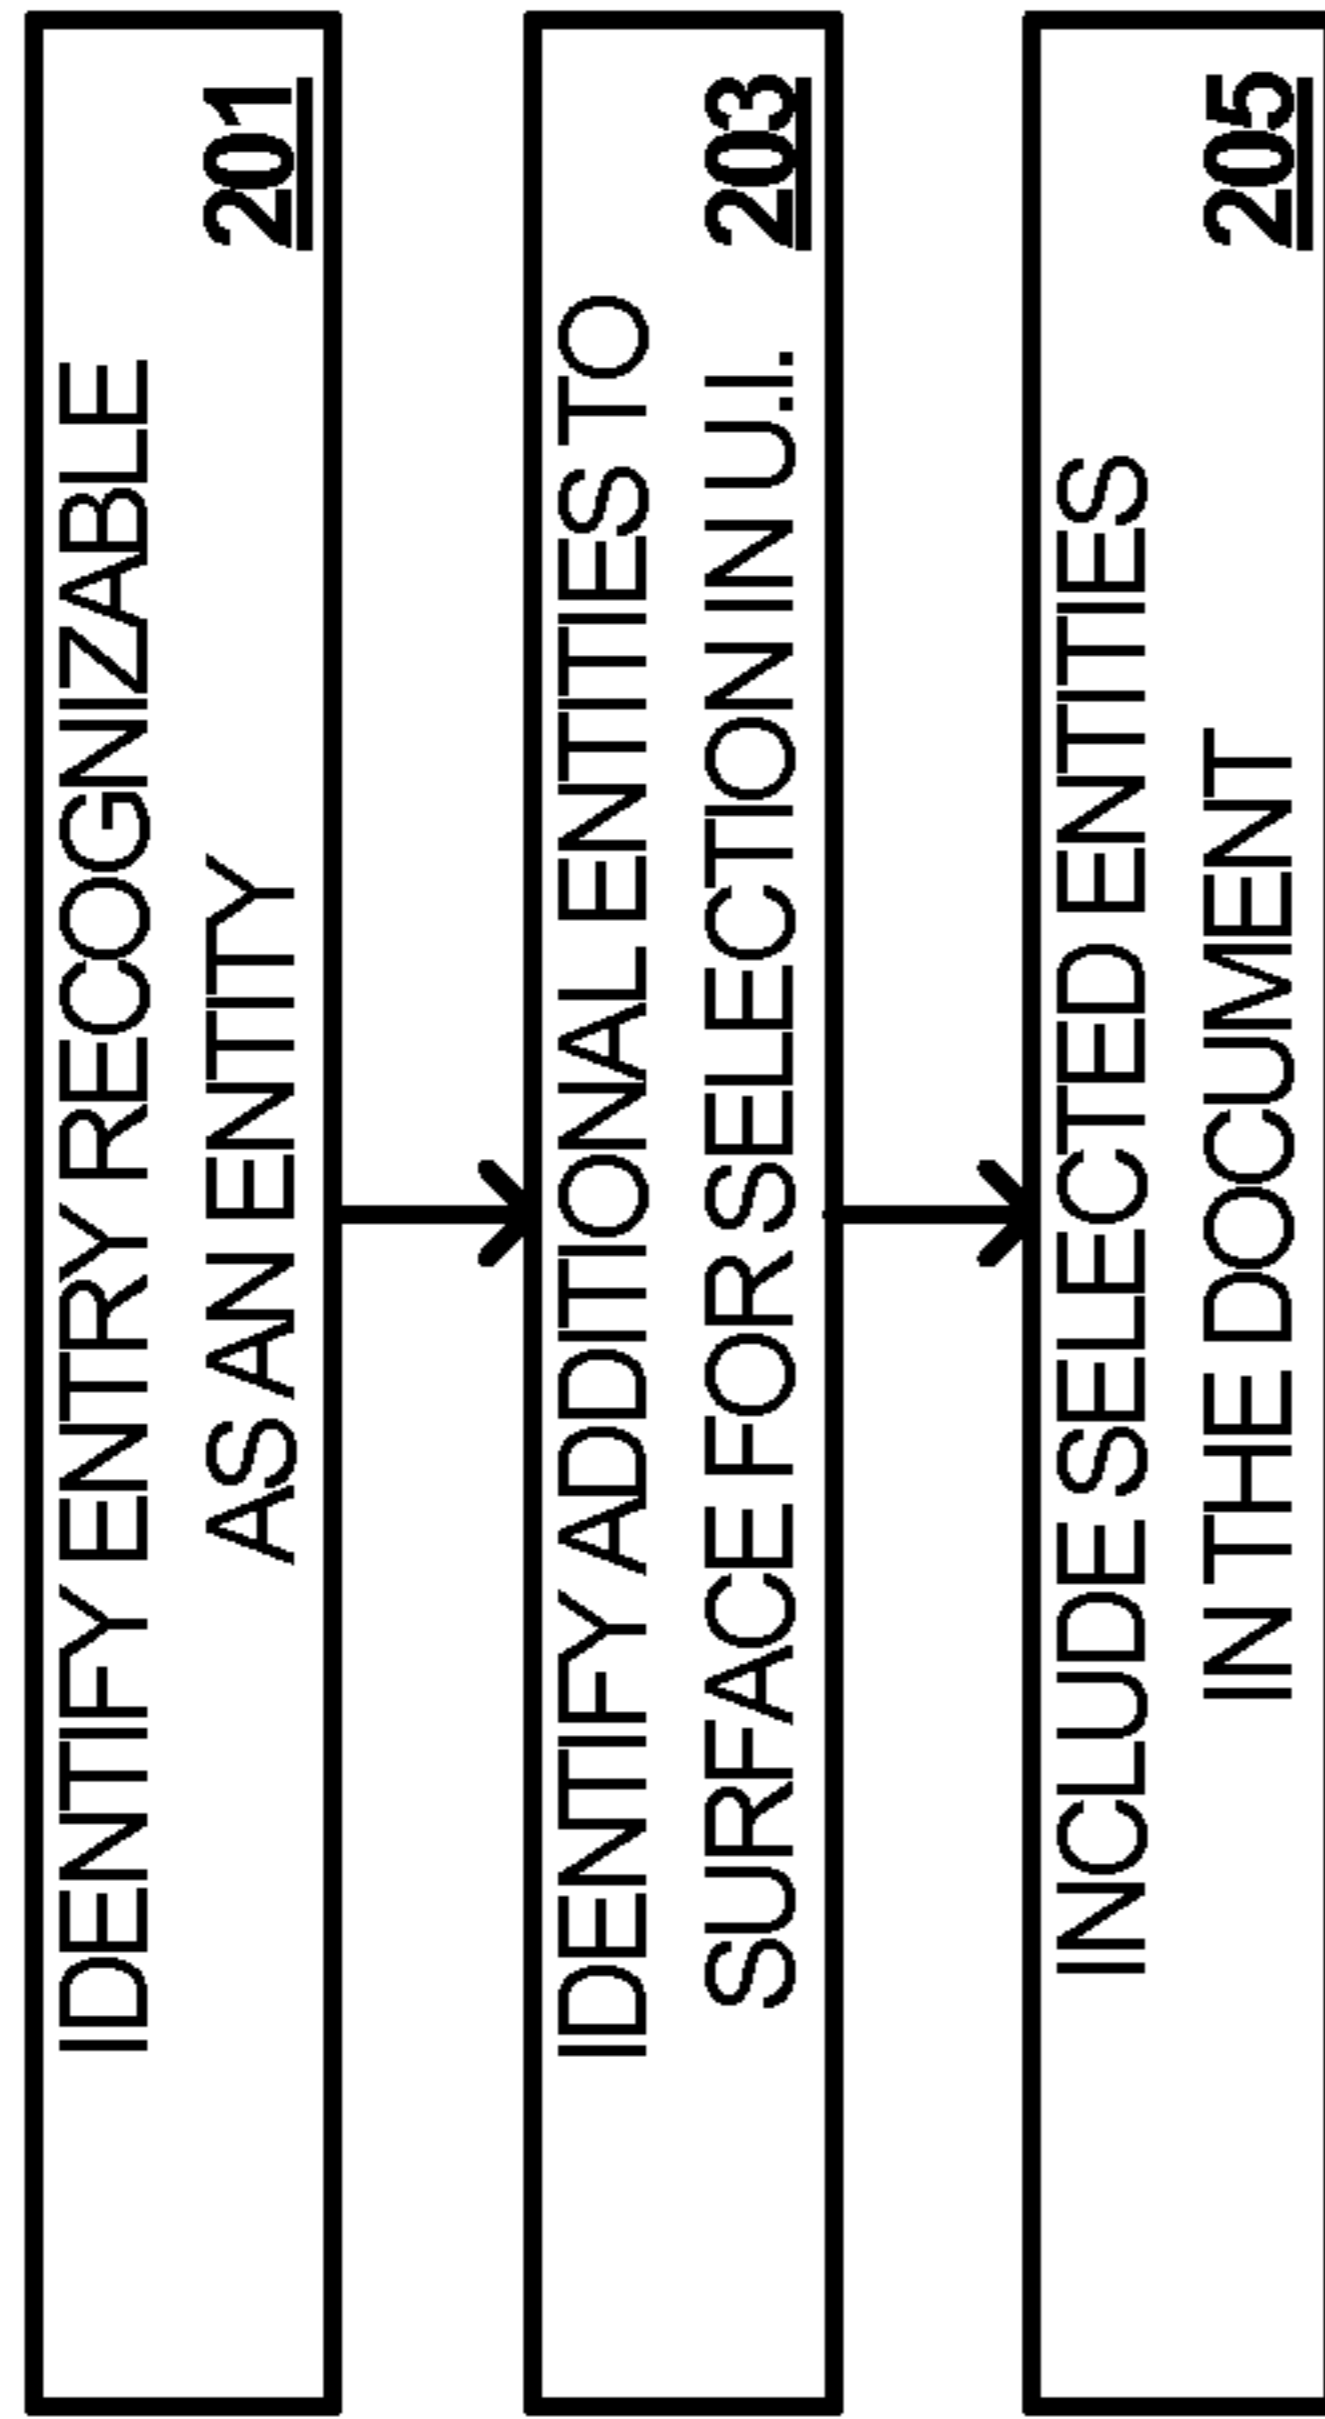 IDENTIFY ENTRY RECOGNIZABLE
AS AN ENTITY 201
IDENTIFY ADDITIONAL ENTITIES TO
SURFACE FOR SELECTION IN U.I. 203
INCLUDE SELECTED ENTITIES
IN THE DOCUMENT 205